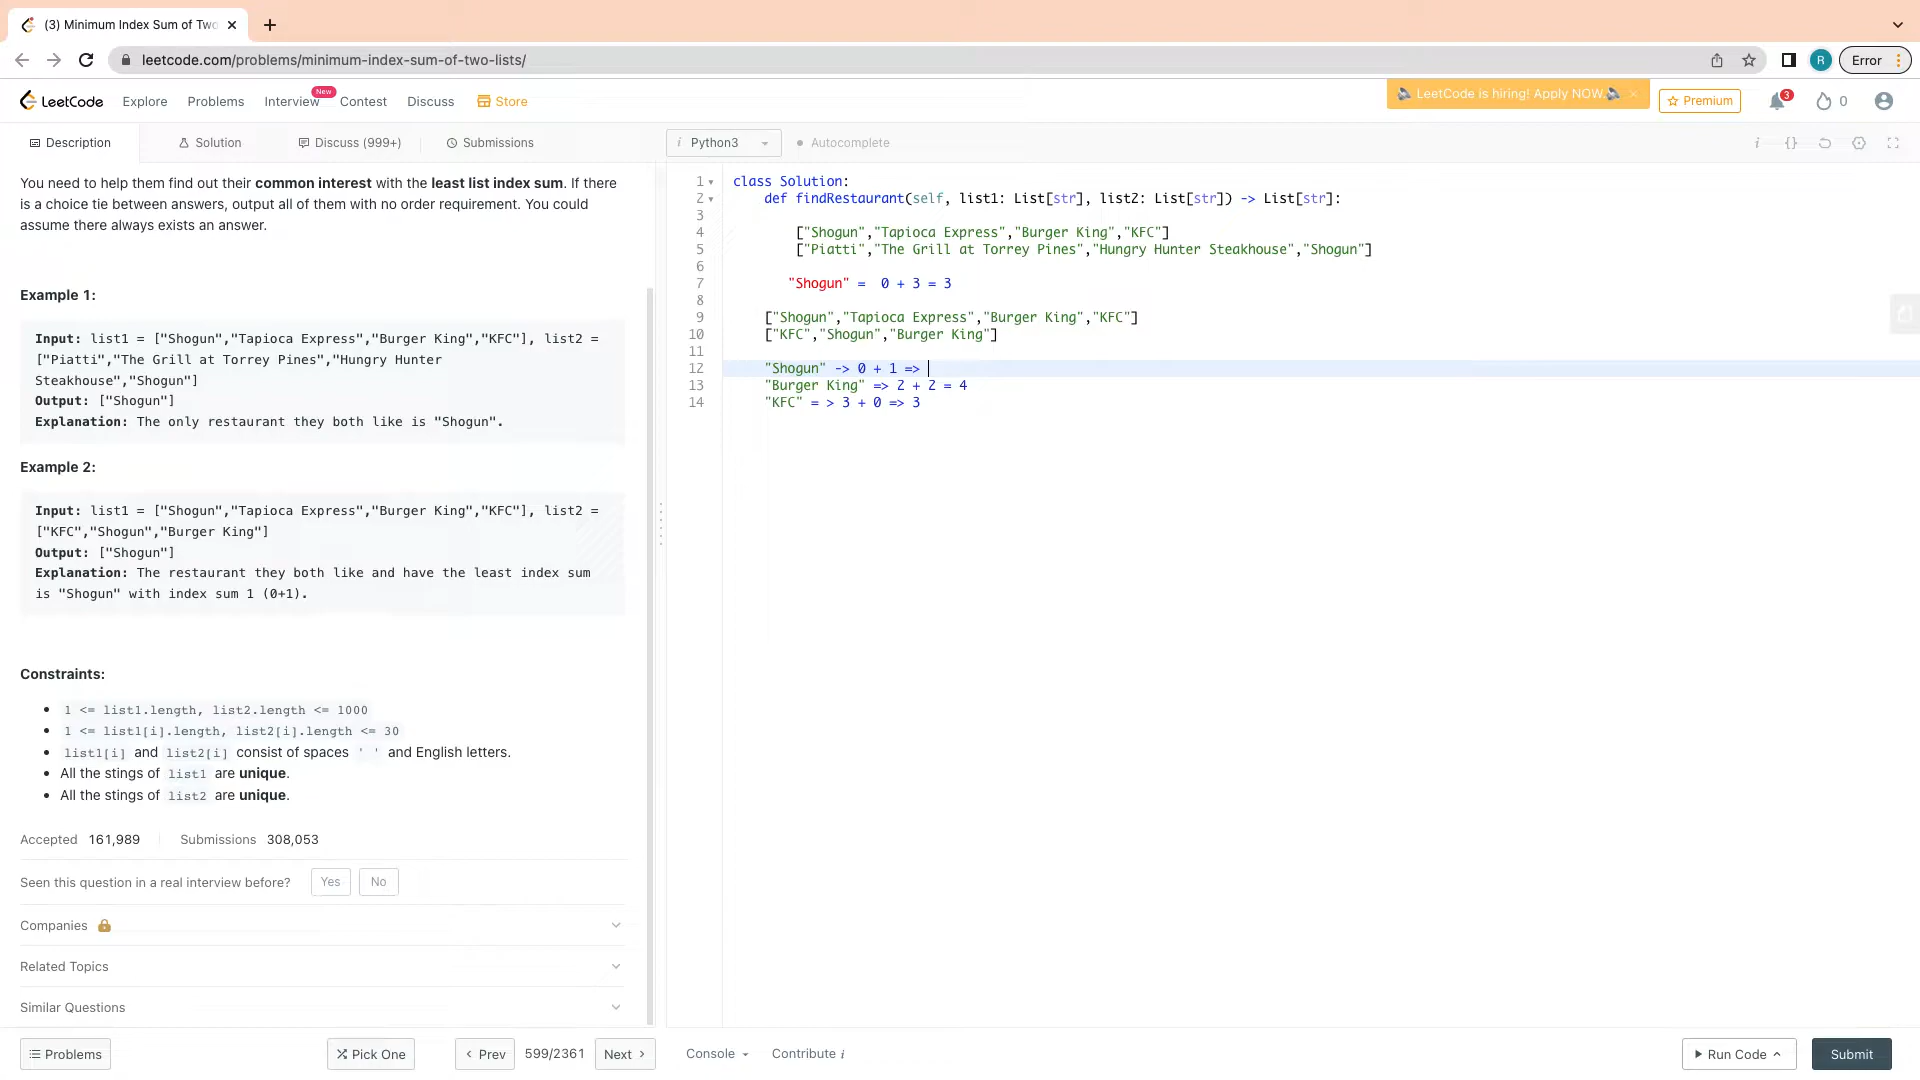 (3) Minimum Index Sum of Two
leetcode.com/problems/minimum-index-sum-of-two-lists/
R
Error
LeetCode
Explore
Problems
Interview
New
Contest
Discuss
Store
LeetCode is hiring! Apply NOW.
Premium
3
0
Description
Solution
Discuss (999+)
Submissions
i Python3
Autocomplete
i
{}
You need to help them find out their common interest with the least list index sum. If there
is a choice tie between answers, output all of them with no order requirement. You could
assume there always exists an answer.
Example 1:
Input: list1 = ["Shogun","Tapioca Express","Burger King","KFC"], list2 =
["Piatti","The Grill at Torrey Pines","Hungry Hunter
Steakhouse","Shogun"]
Output: ["Shogun"]
Explanation: The only restaurant they both like is "Shogun".
Example 2:
Input: list1 = ["Shogun","Tapioca Express","Burger King","KFC"], list2 =
["KFC","Shogun","Burger King"]
Output: ["Shogun"]
Explanation: The restaurant they both like and have the least index sum
is "Shogun" with index sum 1 (0+1).
Constraints:
1 <= list1.length, list2.length <= 1000
1 <= list1[i].length, list2[i].length <= 30
list1[i] and list2[i] consist of spaces ' ' and English letters.
All the stings of list1 are unique.
All the stings of list2 are unique.
Accepted 161,989
Submissions 308,053
Seen this question in a real interview before?
Yes
No
Companies
Related Topics
Similar Questions
1 class Solution:
2 def findRestaurant(self, list1: List[str], list2: List[str]) -> List[str]:
3
4 ["Shogun","Tapioca Express","Burger King","KFC"]
5 ["Piatti","The Grill at Torrey Pines","Hungry Hunter Steakhouse","Shogun"]
6
7 "Shogun" = 0 + 3 = 3
8
9 ["Shogun","Tapioca Express","Burger King","KFC"]
10 ["KFC","Shogun","Burger King"]
11
12 "Shogun" -> 0 + 1 =>
13 "Burger King" => 2 + 2 = 4
14 "KFC" = > 3 + 0 => 3
Problems
Pick One
Prev
599/2361
Next
Console
Contribute i
Run Code
Submit